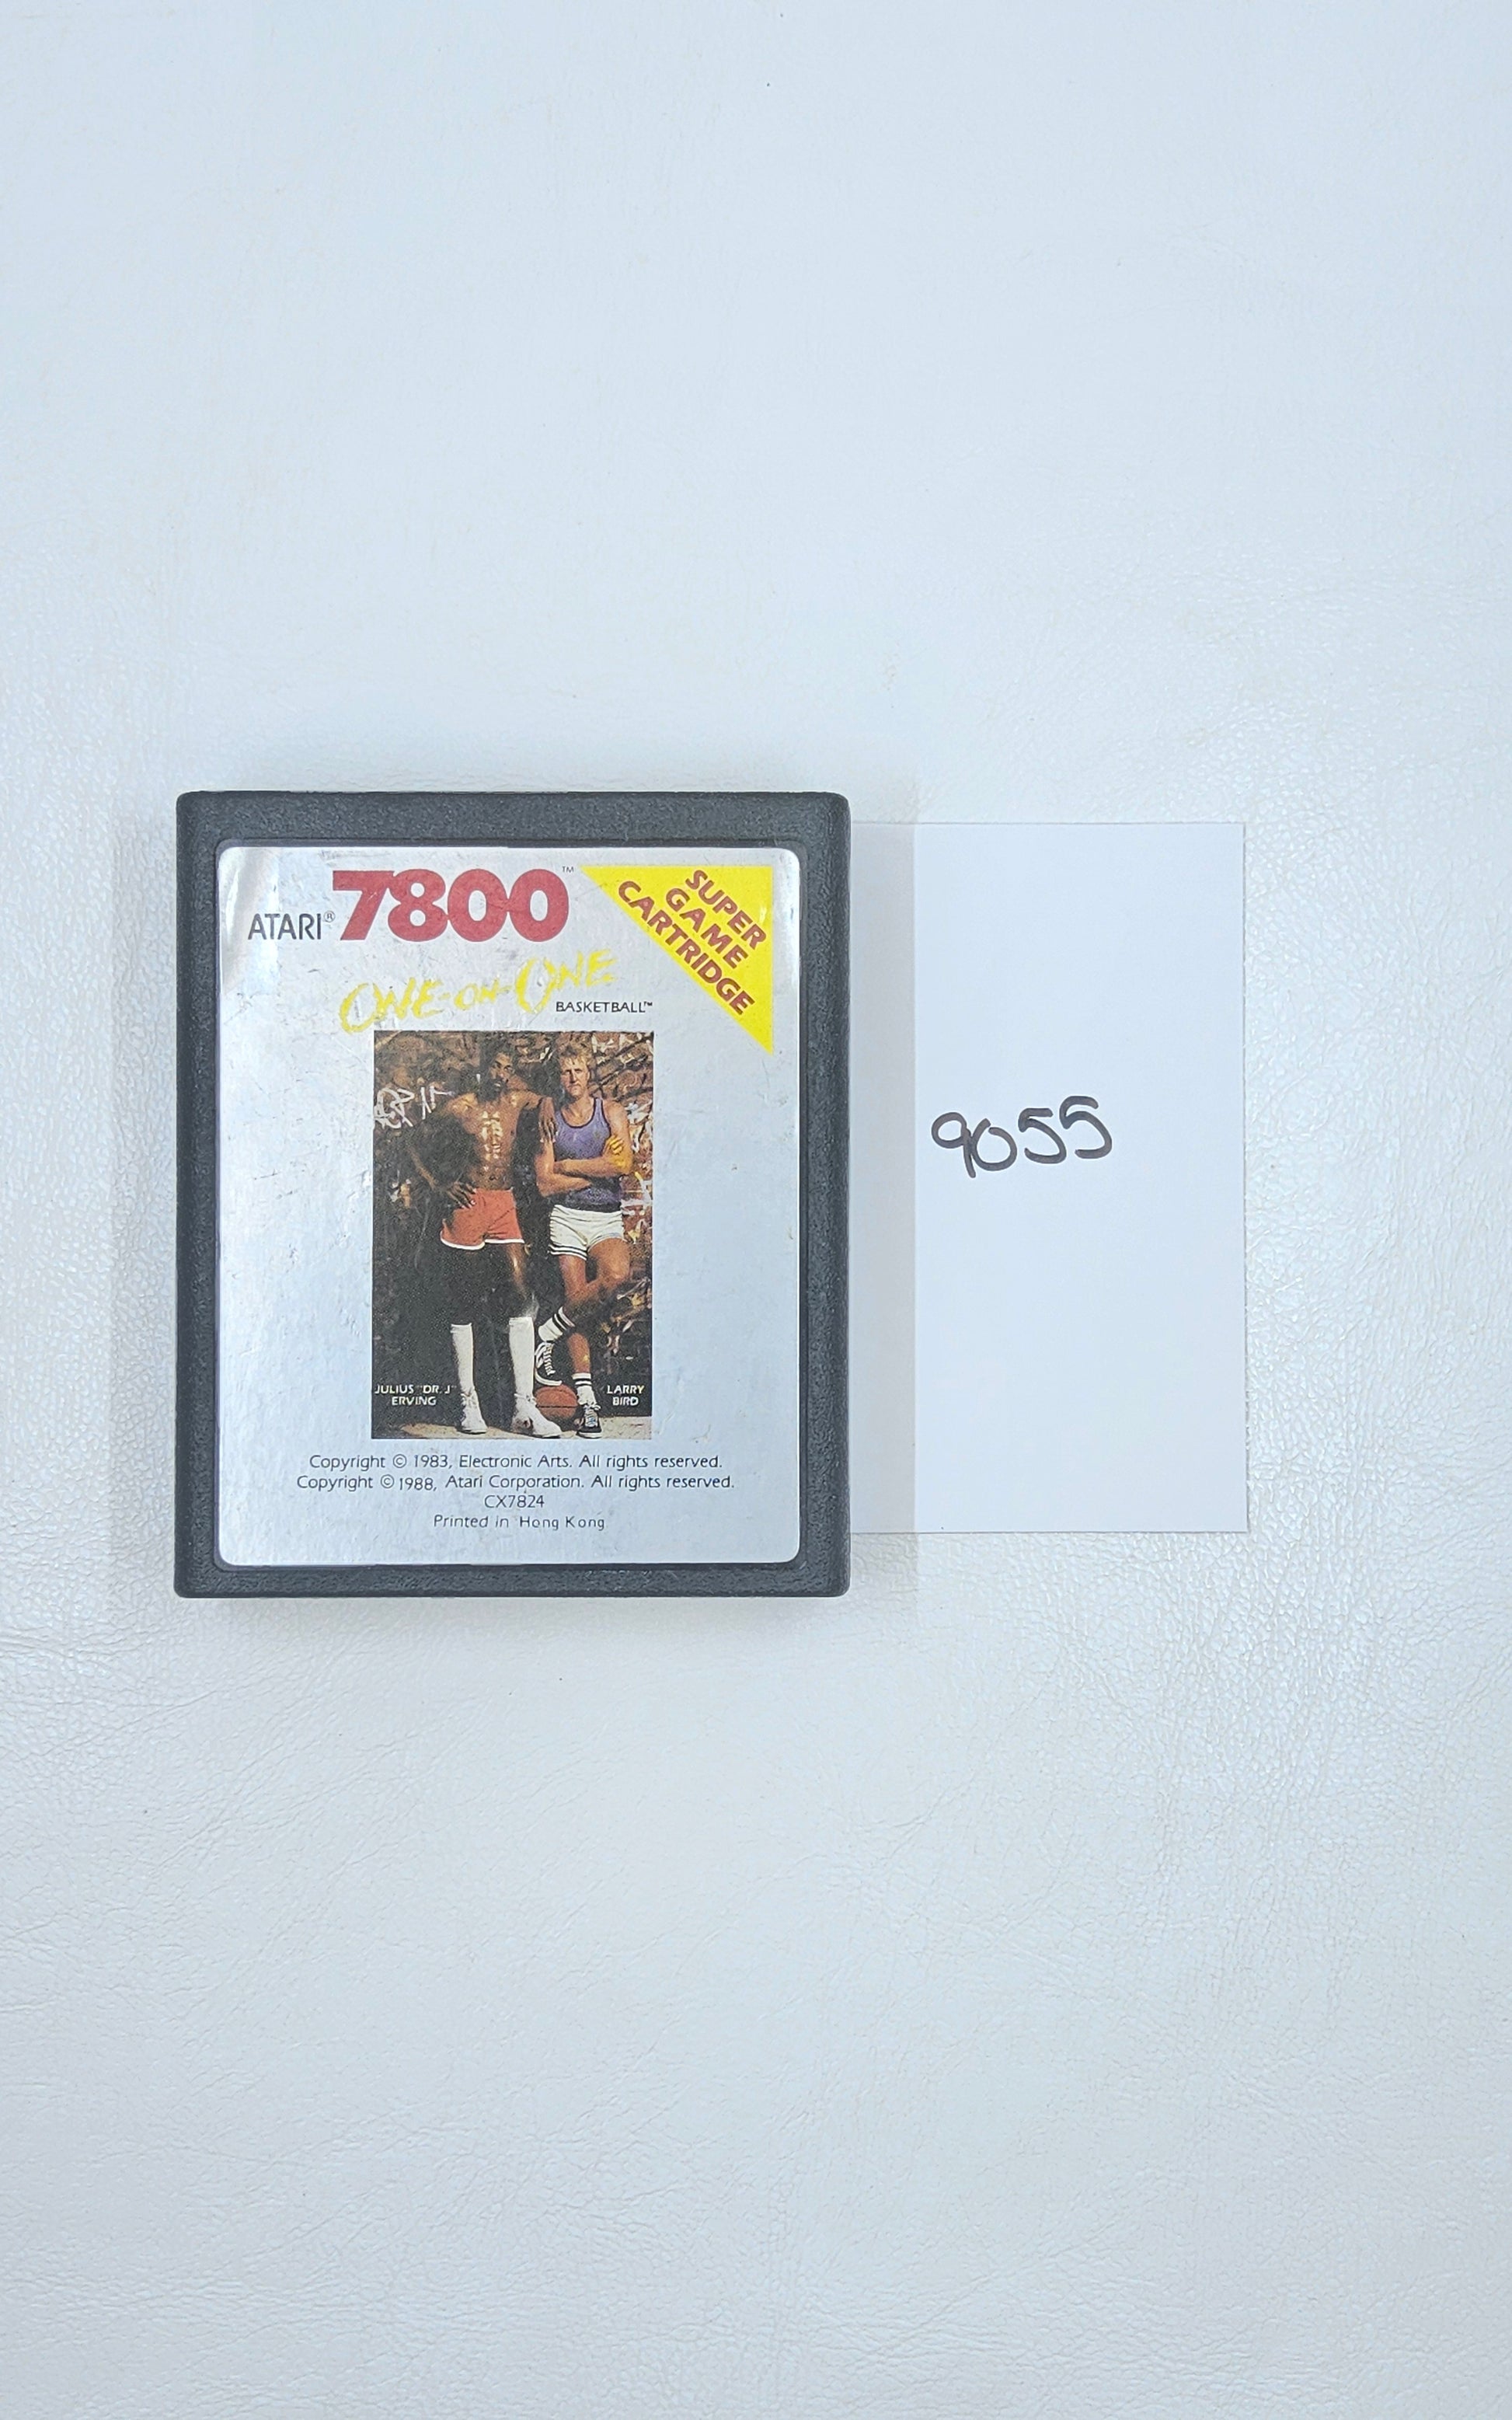 ATARI® 7800™
SUPER
GAME
CARTRIDGE
ONE-ON-ONE
BASKETBALL™
JULIUS "DR. J"
ERVING
LARRY
BIRD
Copyright © 1983, Electronic Arts. All rights reserved.
Copyright © 1988, Atari Corporation. All rights reserved.
CX7824
Printed in Hong Kong
9055